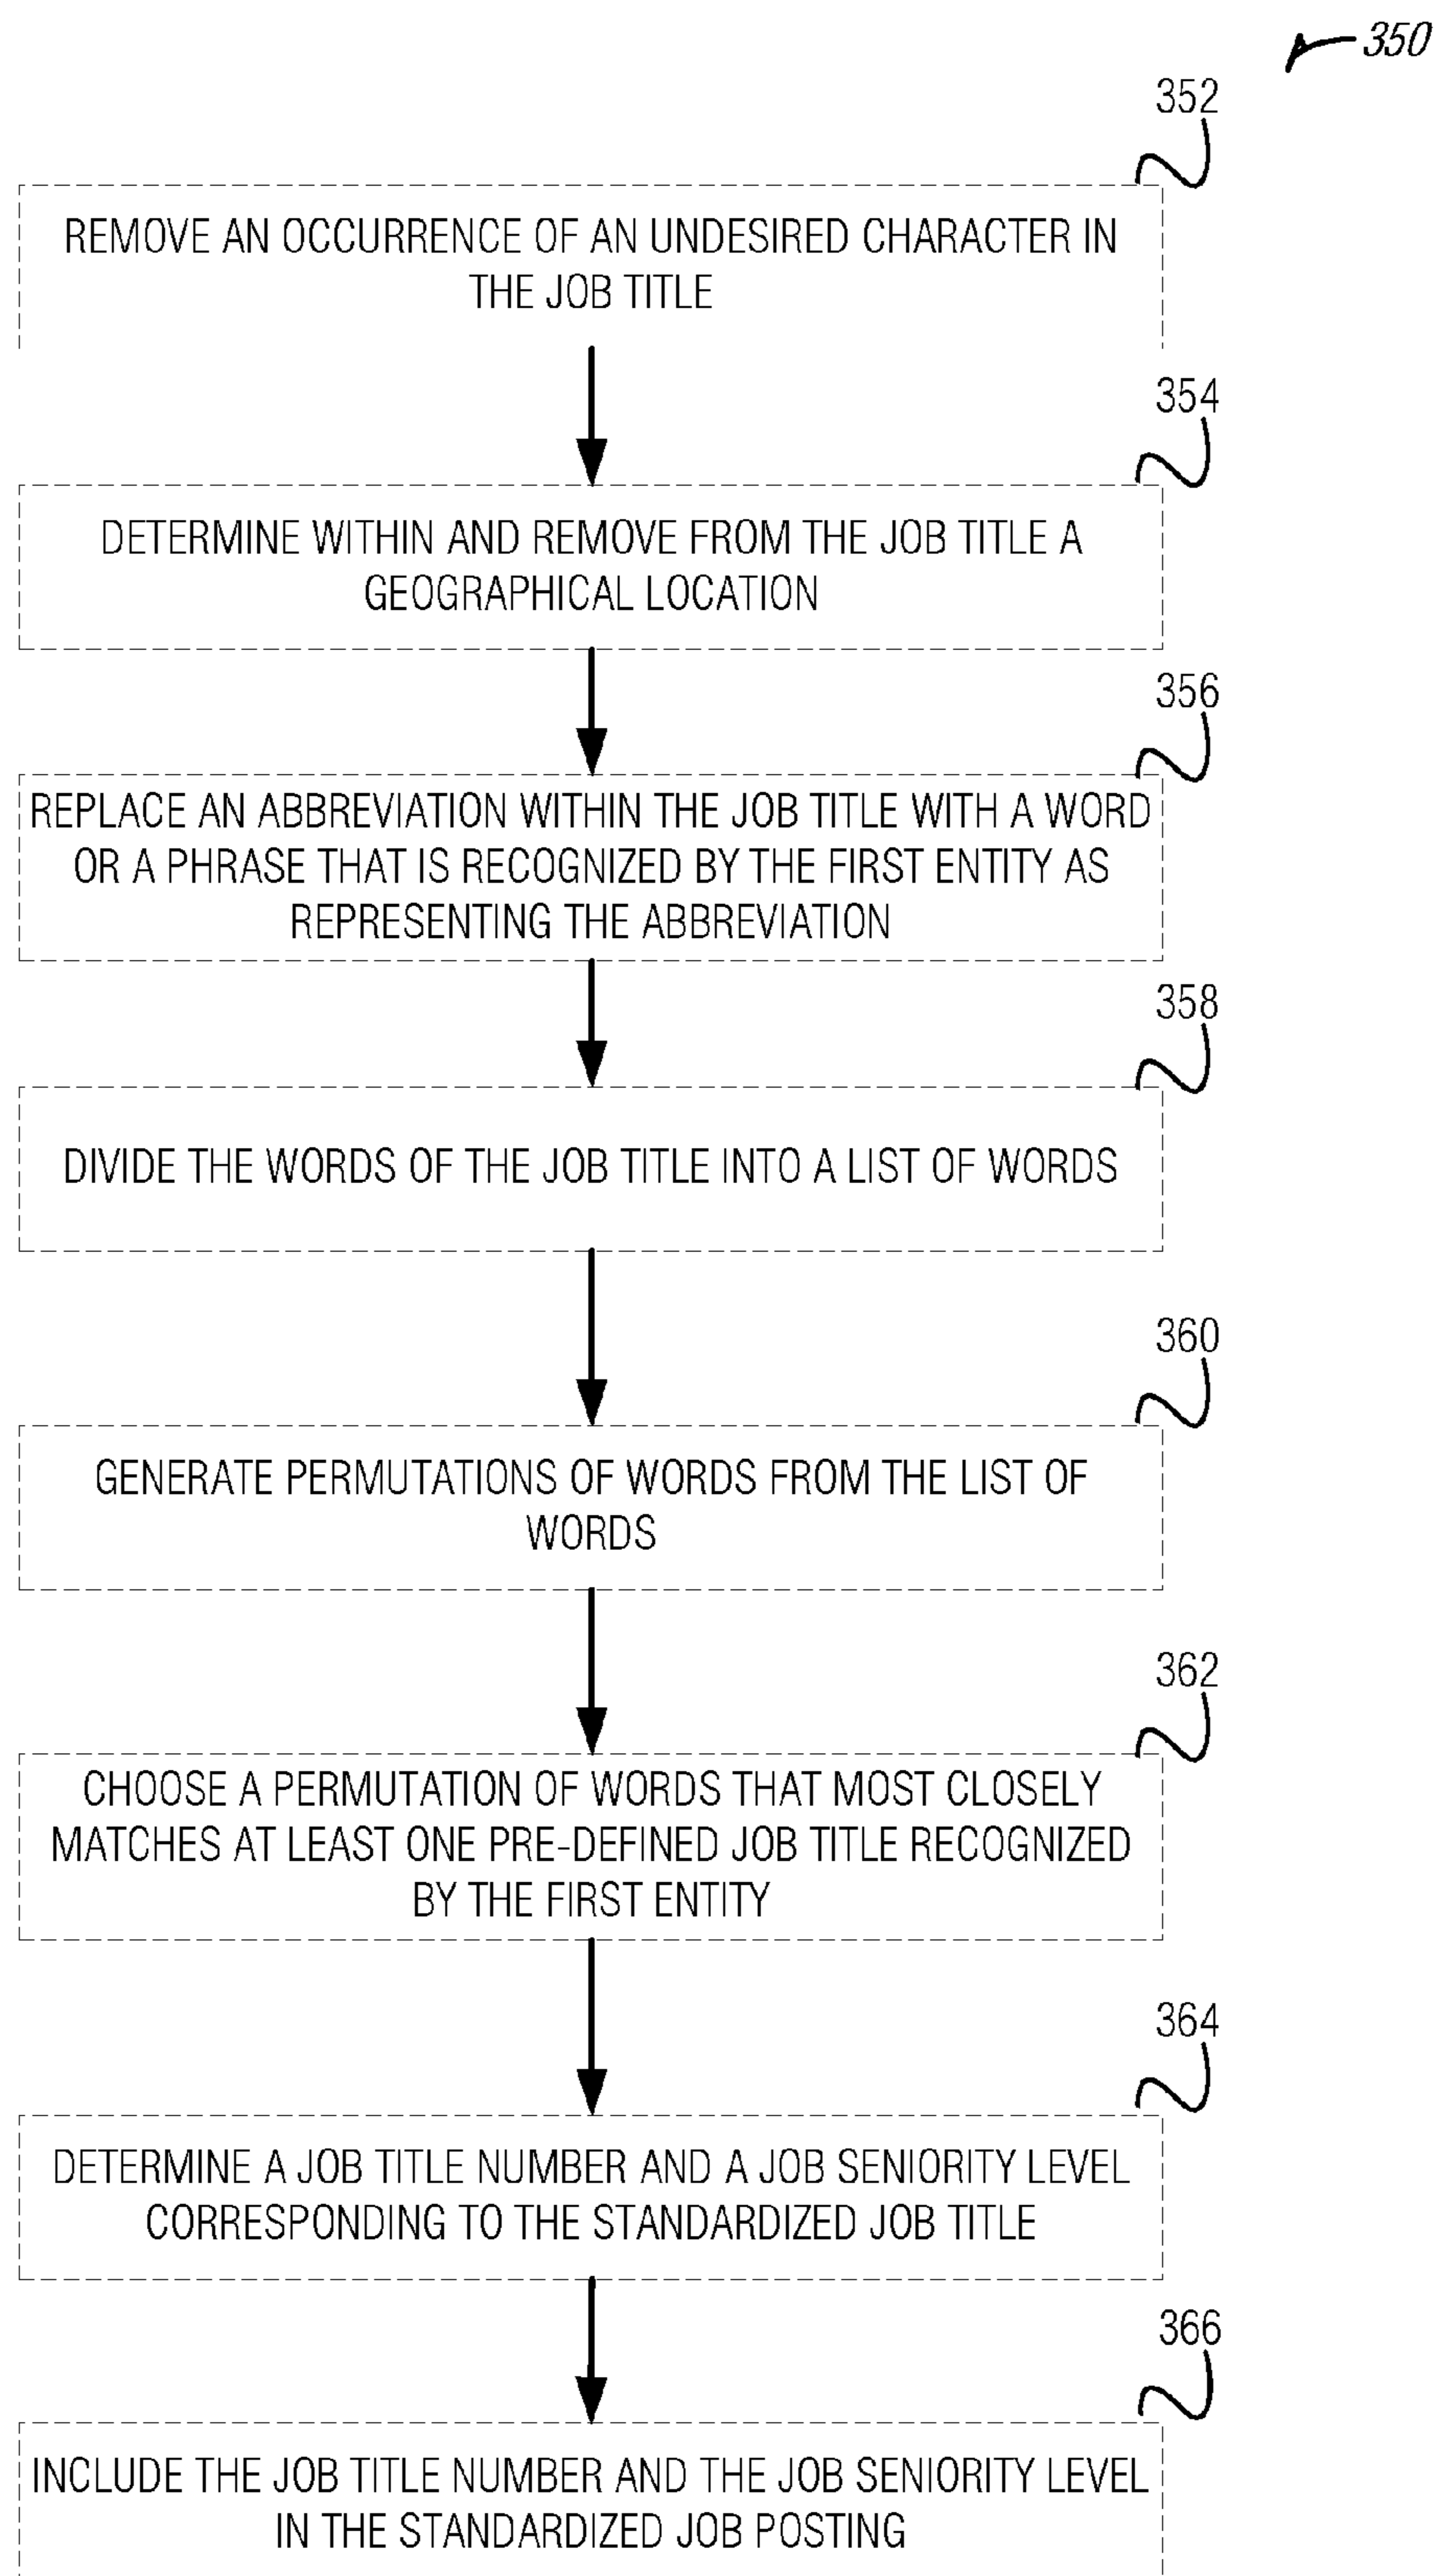 350
352
REMOVE AN OCCURRENCE OF AN UNDESIRED CHARACTER IN
THE JOB TITLE
354
DETERMINE WITHIN AND REMOVE FROM THE JOB TITLE A
GEOGRAPHICAL LOCATION
356
REPLACE AN ABBREVIATION WITHIN THE JOB TITLE WITH A WORD
OR A PHRASE THAT IS RECOGNIZED BY THE FIRST ENTITY AS
REPRESENTING THE ABBREVIATION
358
DIVIDE THE WORDS OF THE JOB TITLE INTO A LIST OF WORDS
360
GENERATE PERMUTATIONS OF WORDS FROM THE LIST OF
WORDS
362
CHOOSE A PERMUTATION OF WORDS THAT MOST CLOSELY
MATCHES AT LEAST ONE PRE-DEFINED JOB TITLE RECOGNIZED
BY THE FIRST ENTITY
364
DETERMINE A JOB TITLE NUMBER AND A JOB SENIORITY LEVEL
CORRESPONDING TO THE STANDARDIZED JOB TITLE
366
INCLUDE THE JOB TITLE NUMBER AND THE JOB SENIORITY LEVEL
IN THE STANDARDIZED JOB POSTING